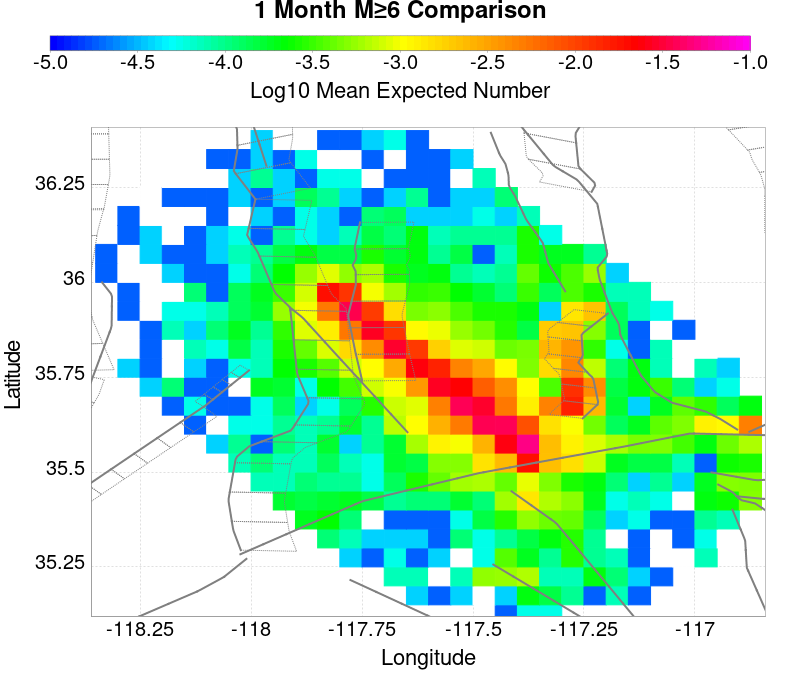 1 Month M≥6 Comparison
-5.0 -4.5 -4.0 -3.5 -3.0 -2.5 -2.0 -1.5 -1.0
Log10 Mean Expected Number
36.25
36
35.75
35.5
35.25
Latitude
-118.25 -118 -117.75 -117.5 -117.25 -117
Longitude